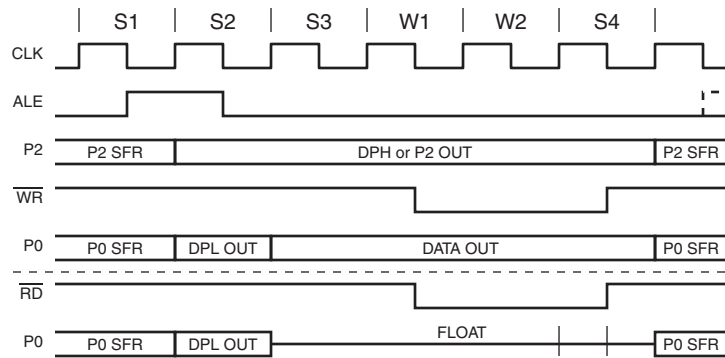 S1 S2 S3 W1 W2 S4
CLK
ALE
P2 P2 SFR DPH or P2 OUT P2 SFR
WR
P0 P0 SFR DPL OUT DATA OUT P0 SFR
RD
P0 P0 SFR DPL OUT FLOAT P0 SFR